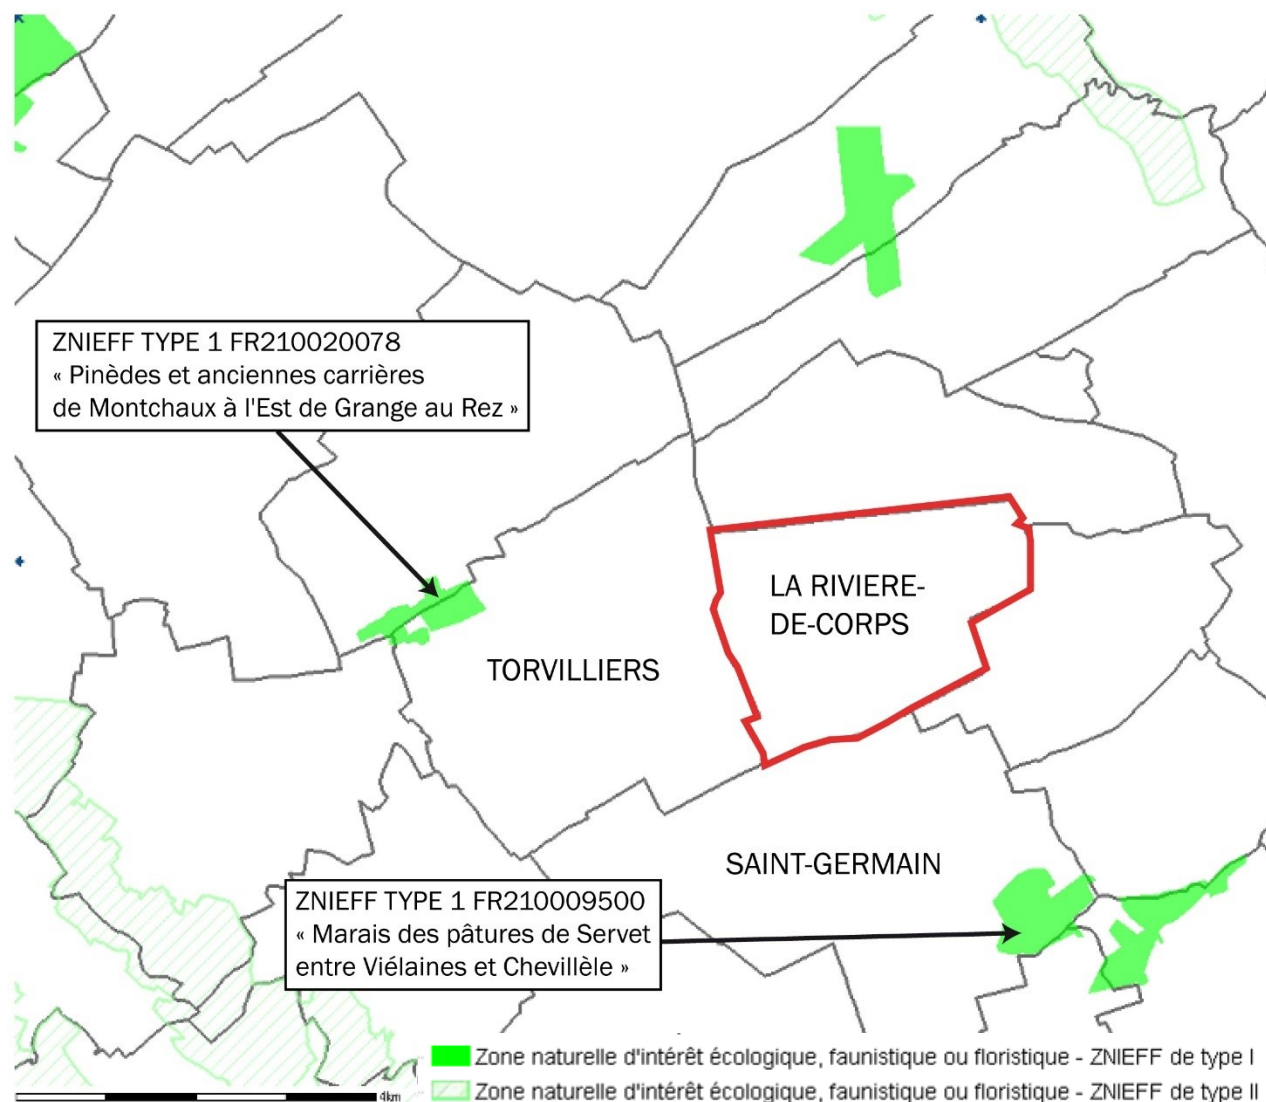 ZNIEFF TYPE 1 FR210020078
« Pinèdes et anciennes carrières
de Montchaux à l'Est de Grange au Rez »
LA RIVIERE-
DE-CORPS
TORVILLIERS
SAINT-GERMAIN
ZNIEFF TYPE 1 FR210009500
« Marais des pâtures de Servet
entre Viélaines et Chevillèle »
Zone naturelle d'intérêt écologique, faunistique ou floristique - ZNIEFF de type I
Zone naturelle d'intérêt écologique, faunistique ou floristique - ZNIEFF de type II
4km